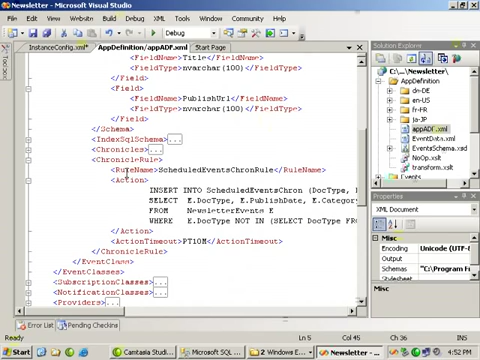 Newsletter - Microsoft Visual Studio
File Edit View Build Debug XML Tools Window Community Help
Debug
InstanceConfig.xml* AppDefinition/appADF.xml Start Page
Solution Explorer
<FieldName>Title</FieldName>
<FieldType>nvarchar(100)</FieldType>
</Field>
<Field>
<FieldName>PublishUrl</FieldName>
<FieldType>nvarchar(100)</FieldType>
</Field>
</Schema>
<IndexSqlSchema>...
<Chronicles>...
<ChronicleRule>
<RuleName>ScheduledEventsChronRule</RuleName>
<Action>
INSERT INTO ScheduledEventsChron (DocType,
SELECT E.DocType, E.PublishDate, E.Category
FROM NewsletterEvents E
WHERE E.DocType NOT IN (SELECT DocType FRO
</Action>
<ActionTimeout>PT10M</ActionTimeout>
</ChronicleRule>
</EventClass>
</EventClasses>
<SubscriptionClasses>...
<NotificationClasses>...
<Providers>...
C:\...\Newsletter\
AppDefinition
de-DE
en-US
fr-FR
ja-JP
appADF.xml
EventData.xml
EventsSchema.xs
NoOp.xslt
transform.xslt
Events
Properties
XML Document
Misc
Encoding Unicode (UTF-
Output
Schemas "C:\Program F
Misc
Error List Pending Checkins
Ready Ln 5 Col 45 Ch 36 INS
Start Camtasia Studi... Microsoft SQL ... 2 Windows E... Newsletter -... 4:52 PM